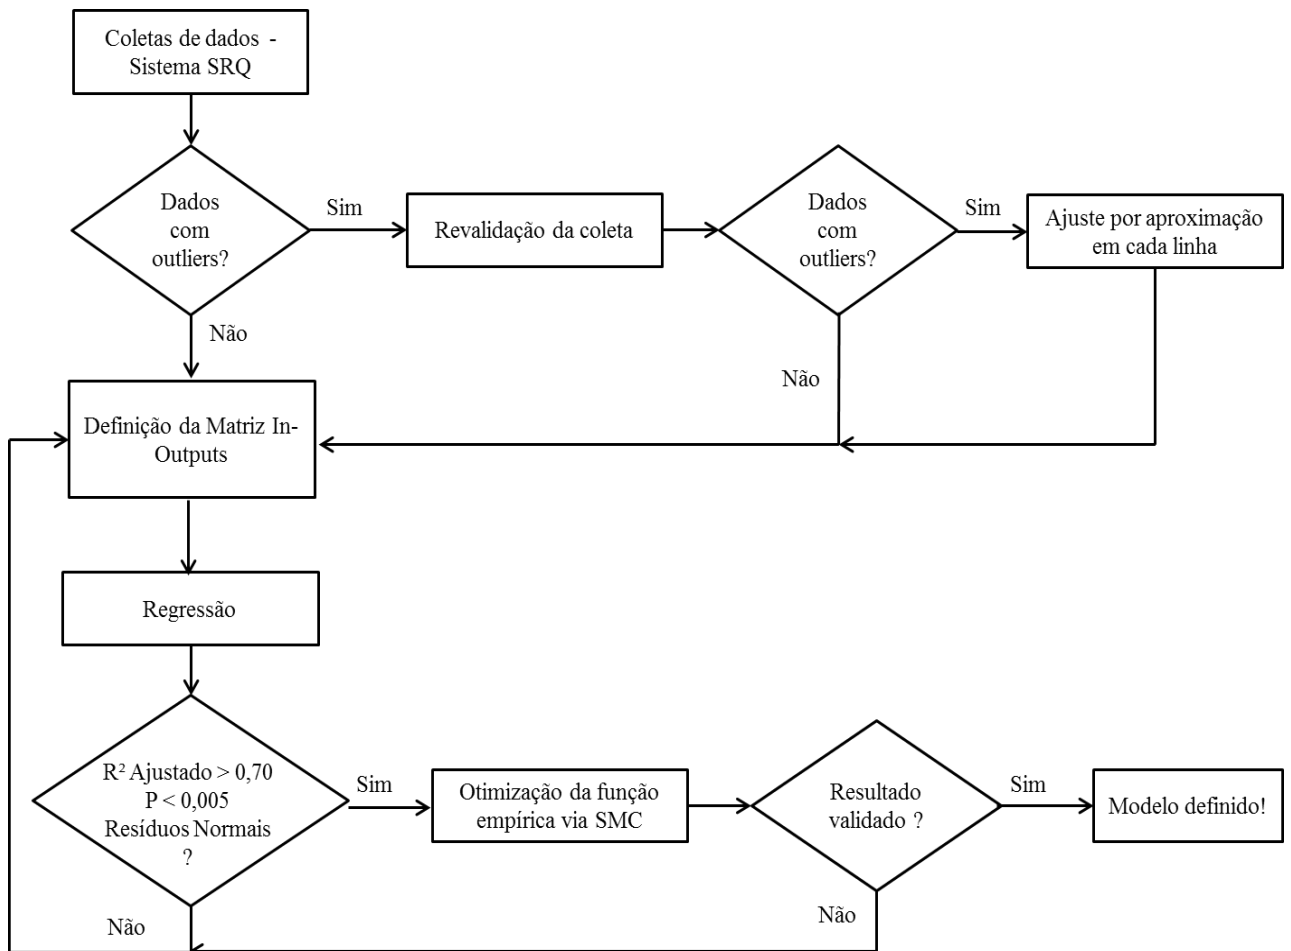 Coletas de dados -
Sistema SRQ
Dados
com
outliers?
Sim
Revalidação da coleta
Dados
com
outliers?
Sim
Ajuste por aproximação
em cada linha
Não
Não
Definição da Matriz In-
Outputs
Regressão
R² Ajustado > 0,70
P < 0,005
Resíduos Normais
?
Sim
Otimização da função
empírica via SMC
Resultado
validado ?
Sim
Modelo definido!
Não
Não